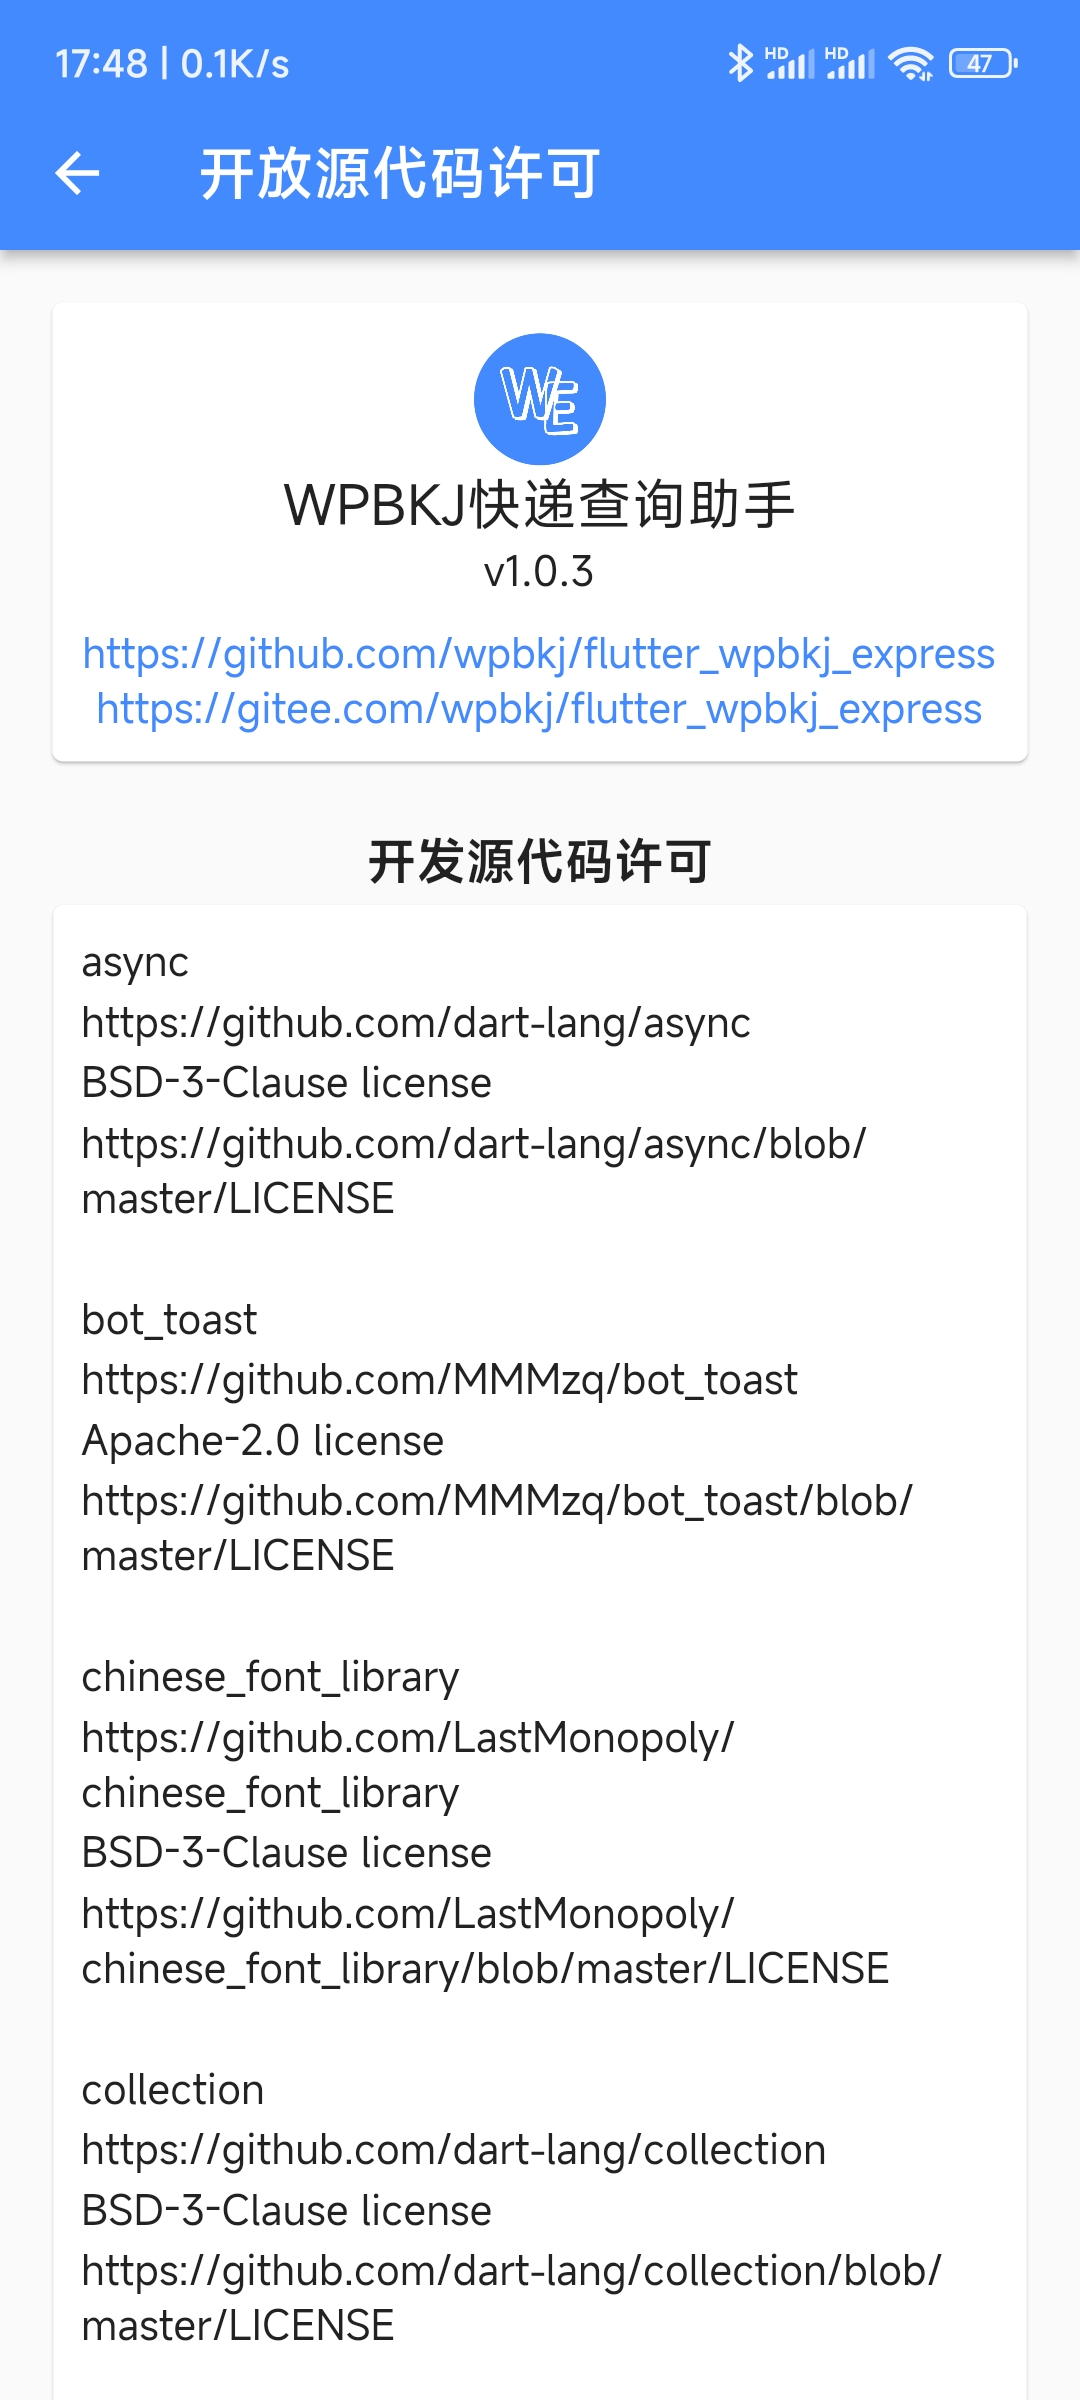 17:48 | 0.1K/s
HD HD 47
开放源代码许可
WE
WPBKJ快递查询助手
v1.0.3
https://github.com/wpbkj/flutter_wpbkj_express
https://gitee.com/wpbkj/flutter_wpbkj_express
开发源代码许可
async
https://github.com/dart-lang/async
BSD-3-Clause license
https://github.com/dart-lang/async/blob/
master/LICENSE
bot_toast
https://github.com/MMMzq/bot_toast
Apache-2.0 license
https://github.com/MMMzq/bot_toast/blob/
master/LICENSE
chinese_font_library
https://github.com/LastMonopoly/
chinese_font_library
BSD-3-Clause license
https://github.com/LastMonopoly/
chinese_font_library/blob/master/LICENSE
collection
https://github.com/dart-lang/collection
BSD-3-Clause license
https://github.com/dart-lang/collection/blob/
master/LICENSE